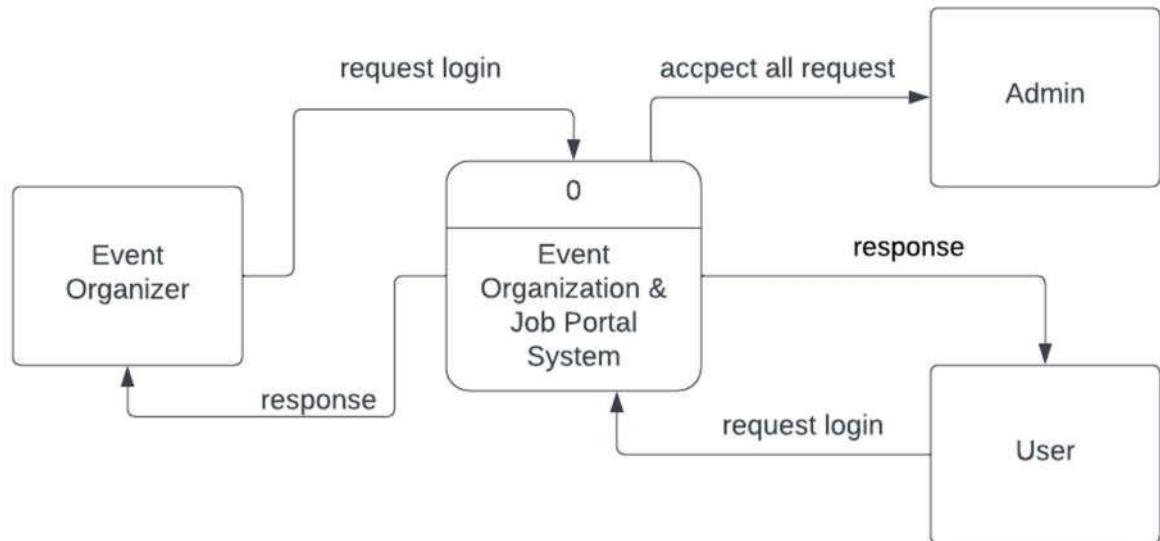 request login
accpect all request
Admin
0
Event
Organizer
Event
Organization &
Job Portal
System
response
response
request login
User